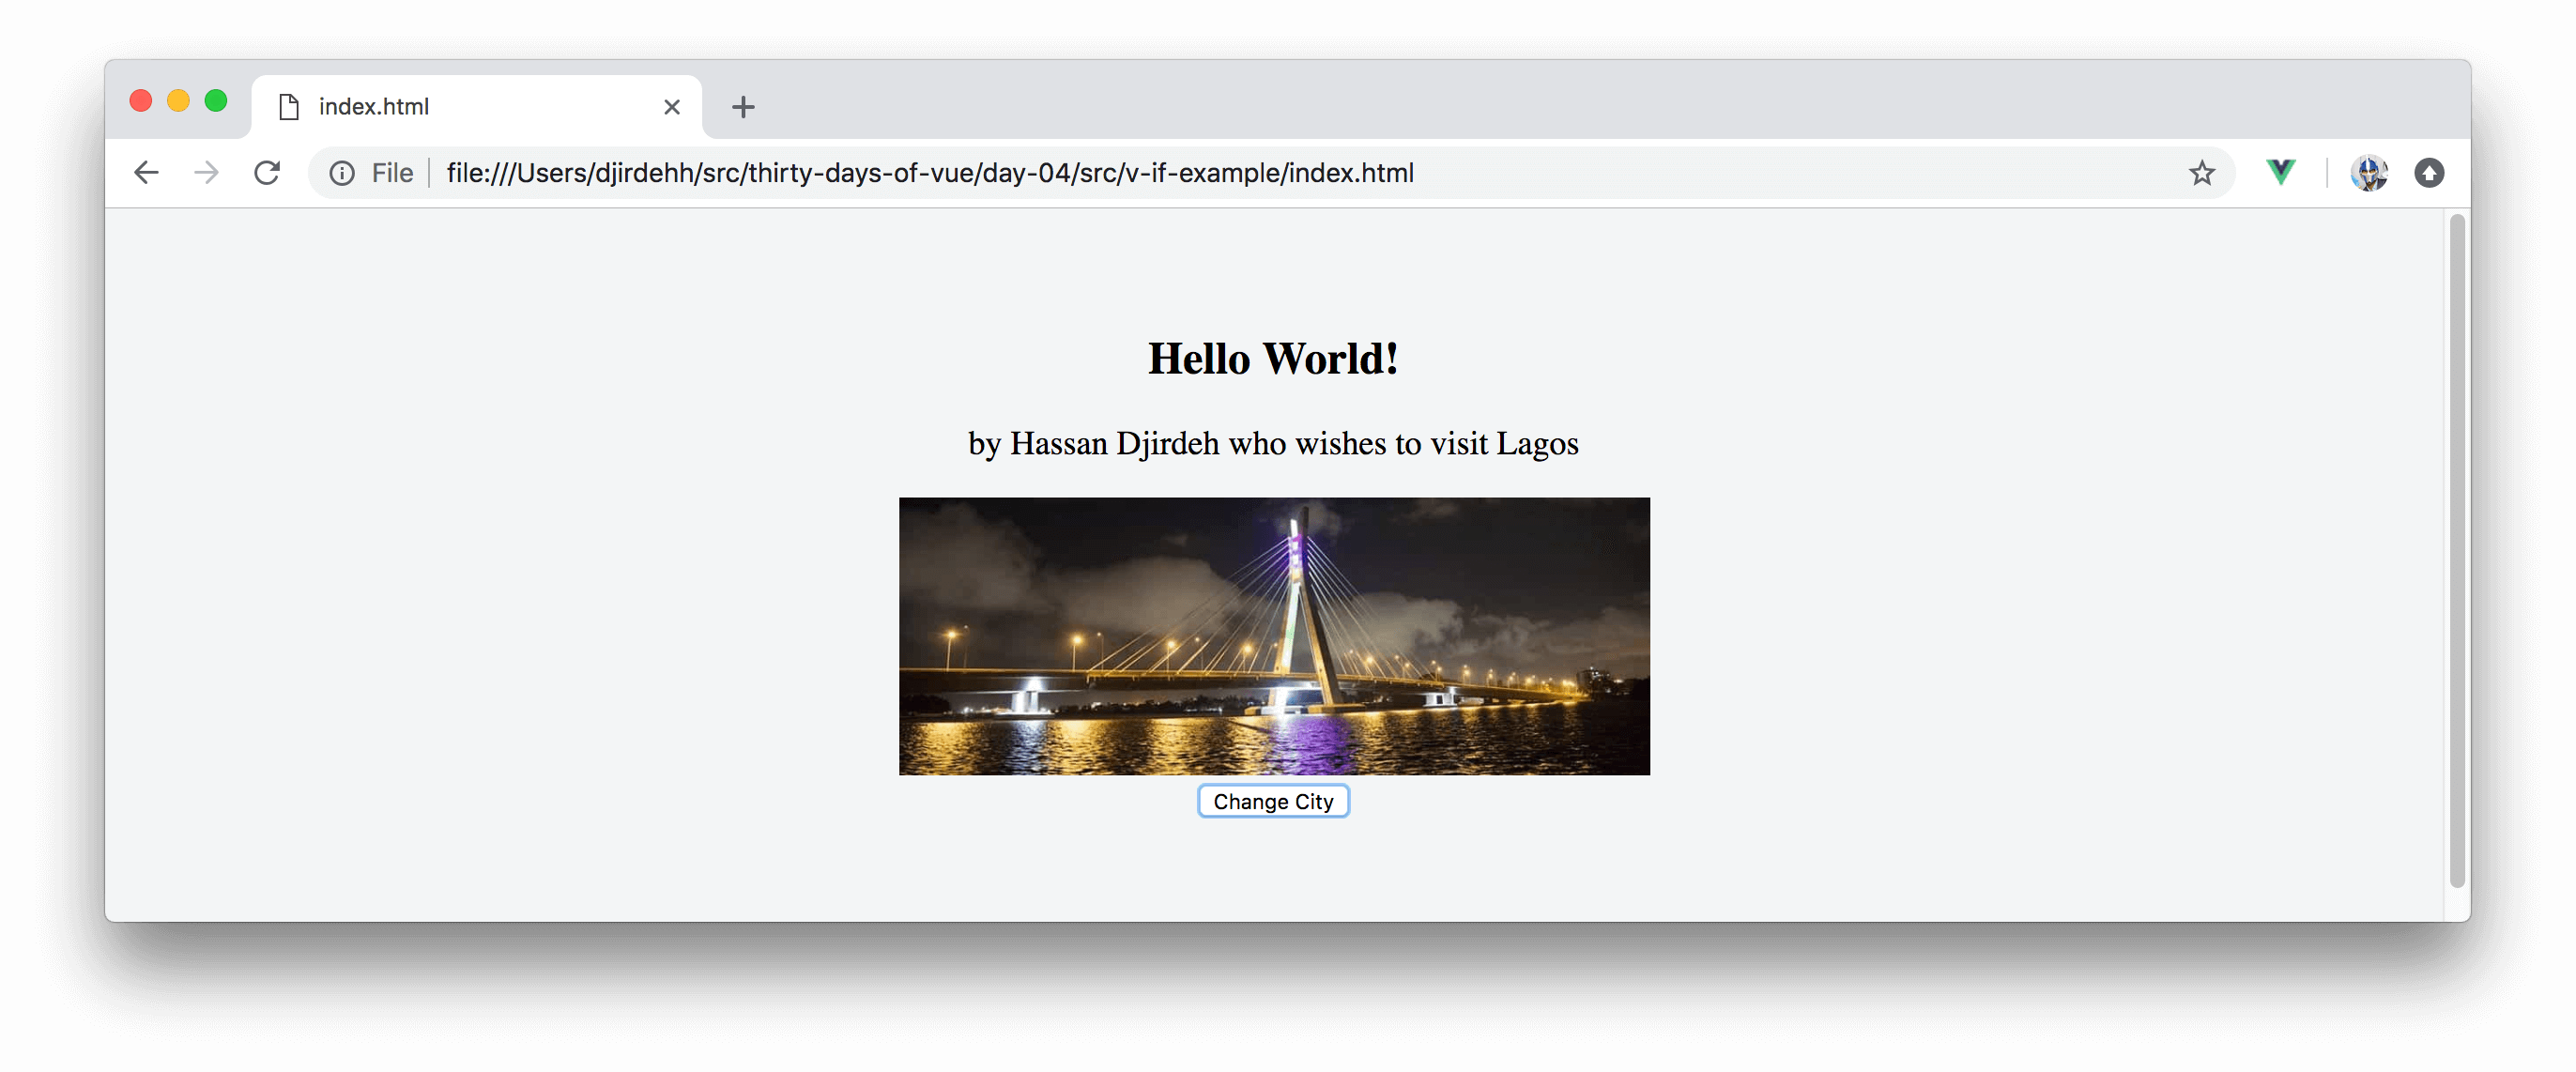 index.html
File
file:///Users/djirdehh/src/thirty-days-of-vue/day-04/src/v-if-example/index.html
Hello World!
by Hassan Djirdeh who wishes to visit Lagos
Change City